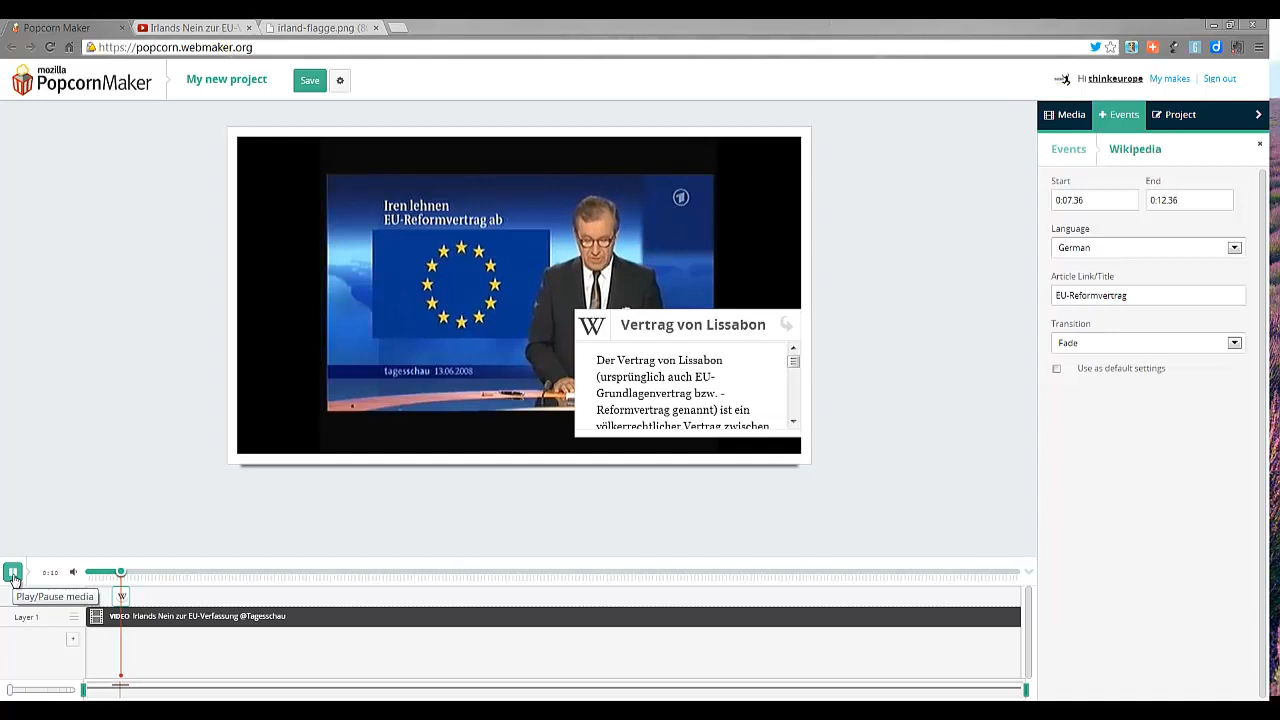 Popcorn Maker
Irlands Nein zur EU-V
irland-flagge.png (80
https://popcorn.webmaker.org
mozilla
PopcornMaker
My new project
Save
Hi thinkeurope
My makes
Sign out
Media
+ Events
Project
Events
Wikipedia
Start
End
0:07.36
0:12.36
Language
German
Article Link/Title
EU-Reformvertrag
Transition
Fade
Use as default settings
Iren lehnen
EU-Reformvertrag ab
tagesschau 13.06.2008
W
Vertrag von Lissabon
Der Vertrag von Lissabon
(ursprünglich auch EU-
Grundlagenvertrag bzw. -
Reformvertrag genannt) ist ein
völkerrechtlicher Vertrag zwischen
0:10
Play/Pause media
W
Layer 1
VIDEO Irlands Nein zur EU-Verfassung @Tagesschau
+